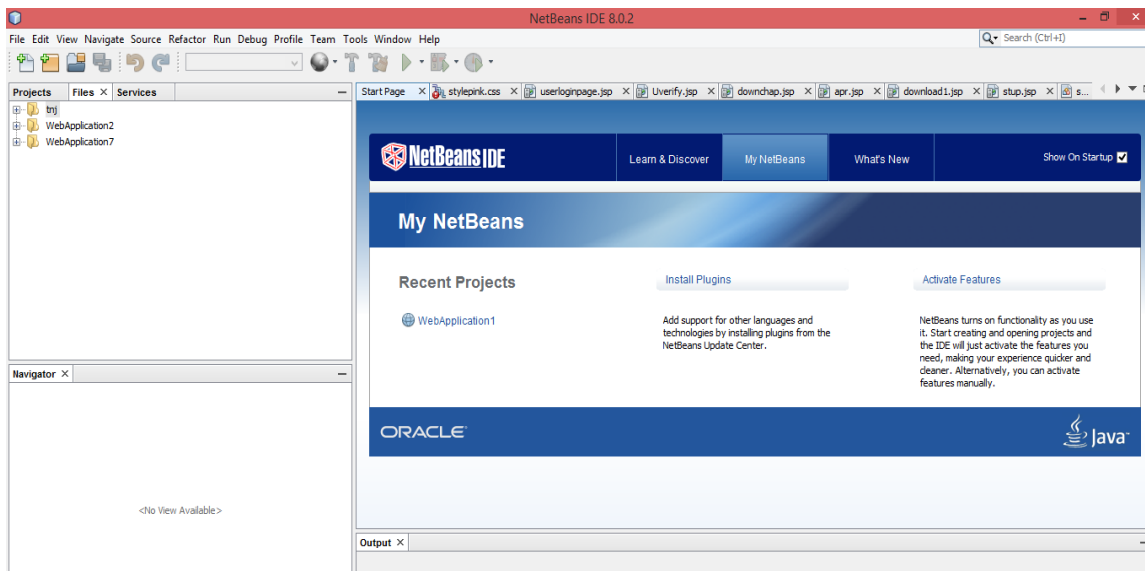 NetBeans IDE 8.0.2
File Edit View Navigate Source Refactor Run Debug Profile Team Tools Window Help
Search (Ctrl+I)
Projects Files Services
Start Page stylepink.css userloginpage.jsp Uverify.jsp downchap.jsp apr.jsp download1.jsp stup.jsp s...
tnj
WebApplication2
WebApplication7
NetBeans IDE
Learn & Discover
My NetBeans
What's New
Show On Startup
My NetBeans
Recent Projects
WebApplication1
Install Plugins
Add support for other languages and
technologies by installing plugins from the
NetBeans Update Center.
Activate Features
NetBeans turns on functionality as you use
it. Start creating and opening projects and
the IDE will just activate the features you
need, making your experience quicker and
cleaner. Alternatively, you can activate
features manually.
ORACLE
Java
Navigator
<No View Available>
Output